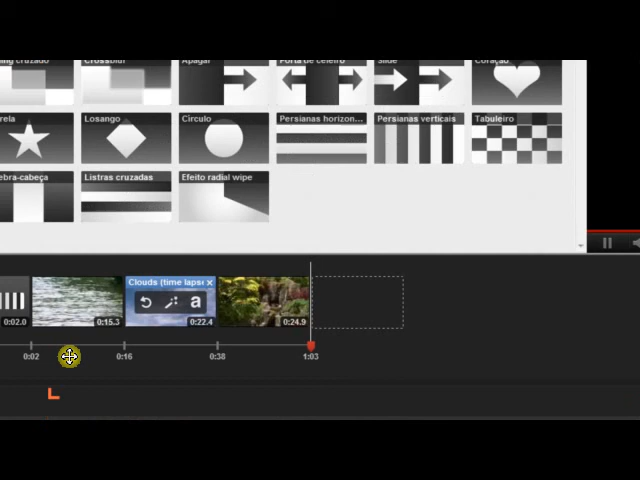 Crossblur
Apagar
Porta de celeiro
Slide
Coração
Losango
Círculo
Persianas horizon...
Persianas verticais
Tabuleiro
Listras cruzadas
Efeito radial wipe
Clouds (time lapse
a
0:02.0
0:15.3
0:22.4
0:24.9
0:02
0:16
0:38
1:03